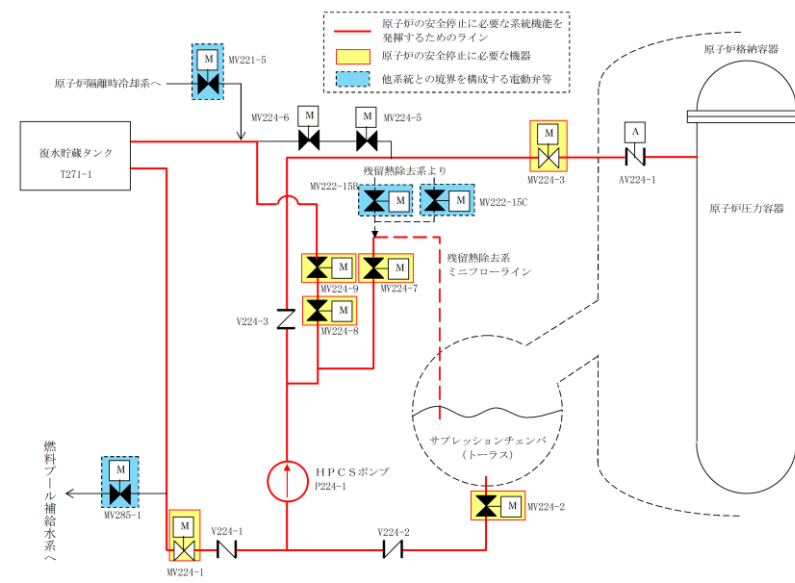 原子炉の安全停止に必要な系統機能を
発揮するためのライン
原子炉の安全停止に必要な機器
他系統との境界を構成する電動弁等
原子炉格納容器
M
MV221-5
原子炉隔離時冷却系へ
MV224-6
M
MV224-5
M
M
MV224-3
A
AV224-1
復水貯蔵タンク
T271-1
残留熱除去系より
MV222-15B
M
M
MV222-15C
原子炉圧力容器
残留熱除去系
ミニフローライン
M
MV224-9
M
MV224-7
V224-3
M
MV224-8
サプレッションチェンバ
(トーラス)
HPCSポンプ
P224-1
燃料プール補給水系へ
M
MV285-1
M
MV224-1
V224-1
V224-2
M
MV224-2